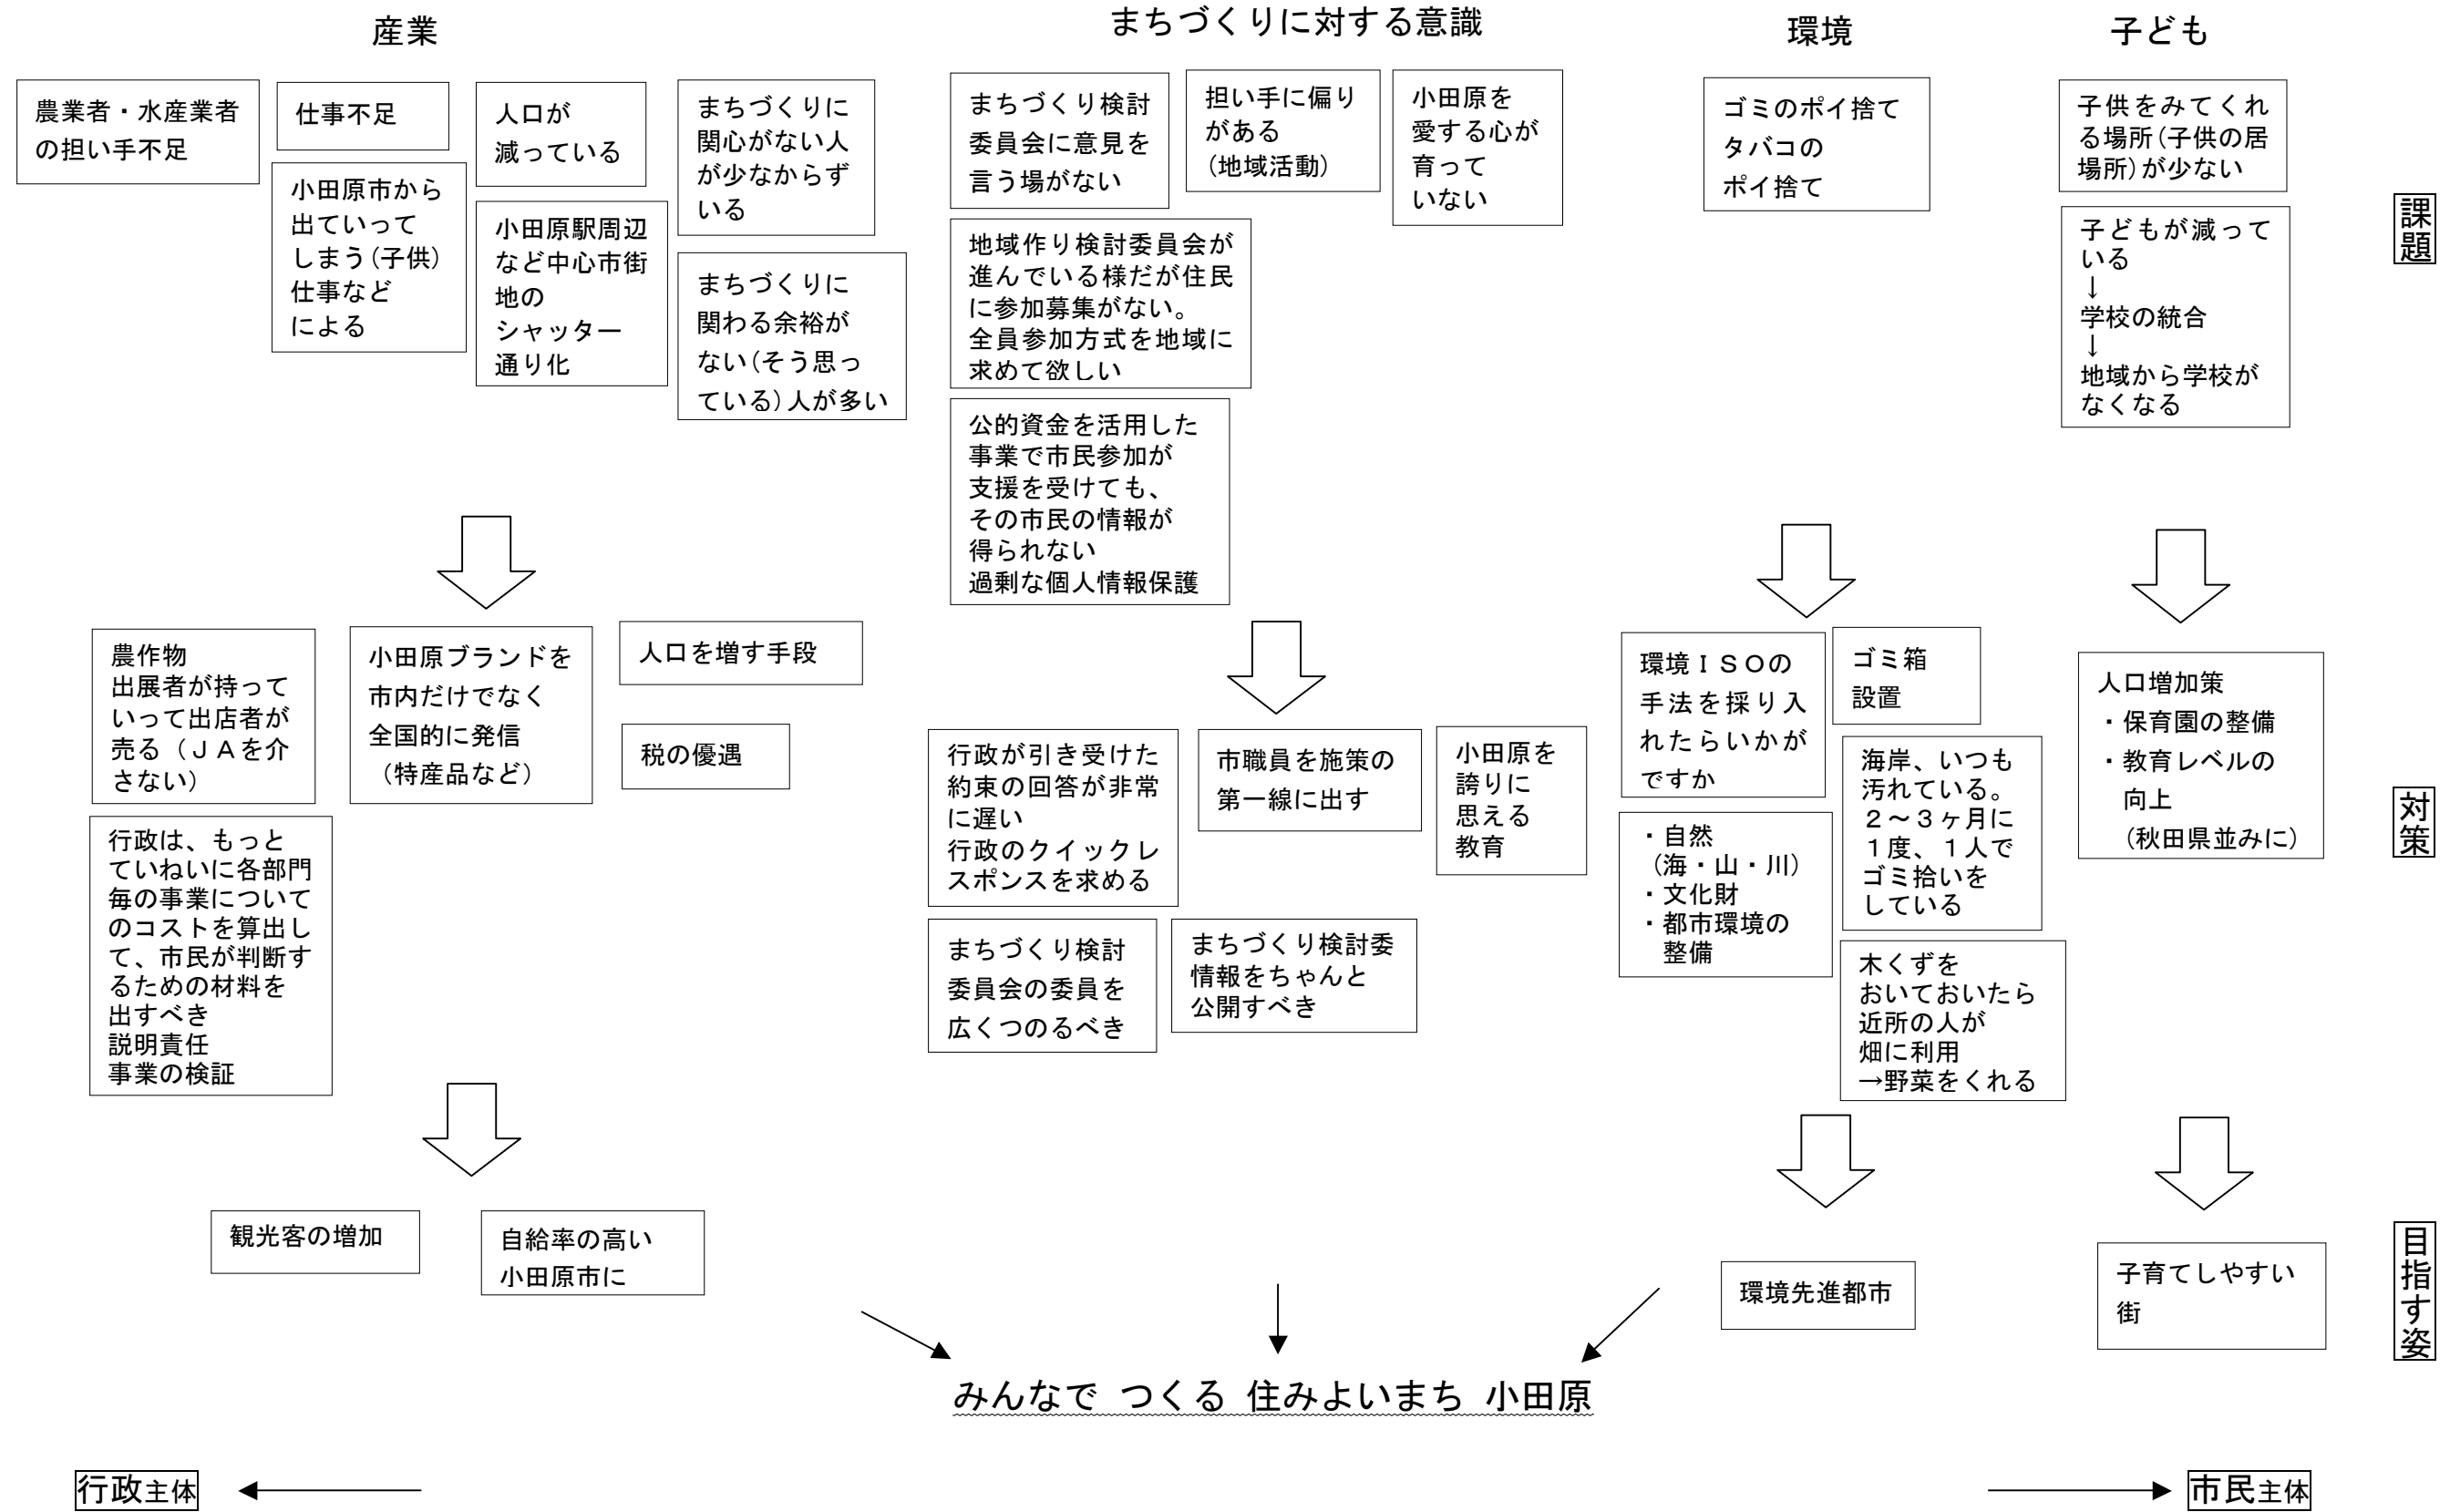 産業
まちづくりに対する意識
環境
子ども
農業者・水産業者
の担い手不足
仕事不足
人口が
減っている
まちづくりに
関心がない人
が少なからず
いる
小田原市から
出ていって
しまう(子供)
仕事など
による
小田原駅周辺
など中心市街
地の
シャッター
通り化
まちづくりに
関わる余裕が
ない(そう思っ
ている)人が多い
まちづくり検討
委員会に意見を
言う場がない
担い手に偏り
がある
(地域活動)
小田原を
愛する心が
育って
いない
地域作り検討委員会が
進んでいる様だが住民
に参加募集がない。
全員参加方式を地域に
求めて欲しい
公的資金を活用した
事業で市民参加が
支援を受けても、
その市民の情報が
得られない
過剰な個人情報保護
ゴミのポイ捨て
タバコの
ポイ捨て
子供をみてくれ
る場所(子供の居
場所)が少ない
子どもが減って
いる
↓
学校の統合
↓
地域から学校が
なくなる
課題
農作物
出展者が持って
いって出店者が
売る(JAを介
さない)
小田原ブランドを
市内だけでなく
全国的に発信
(特産品など)
人口を増す手段
税の優遇
行政は、もっと
ていねいに各部門
毎の事業について
のコストを算出し
て、市民が判断す
るための材料を
出すべき
説明責任
事業の検証
行政が引き受けた
約束の回答が非常
に遅い
行政のクイックレ
スポンスを求める
市職員を施策の
第一線に出す
小田原を
誇りに
思える
教育
まちづくり検討
委員会の委員を
広くつのるべき
まちづくり検討委
情報をちゃんと
公開すべき
環境ISOの
手法を採り入
れたらいかが
ですか
ゴミ箱
設置
・自然
(海・山・川)
・文化財
・都市環境の
整備
海岸、いつも
汚れている。
2~3ヶ月に
1度、1人で
ゴミ拾いを
している
木くずを
おいておいたら
近所の人が
畑に利用
→野菜をくれる
人口増加策
・保育園の整備
・教育レベルの
向上
(秋田県並みに)
対策
観光客の増加
自給率の高い
小田原市に
環境先進都市
子育てしやすい
街
目指す姿
みんなで つくる 住みよいまち 小田原
行政主体
市民主体